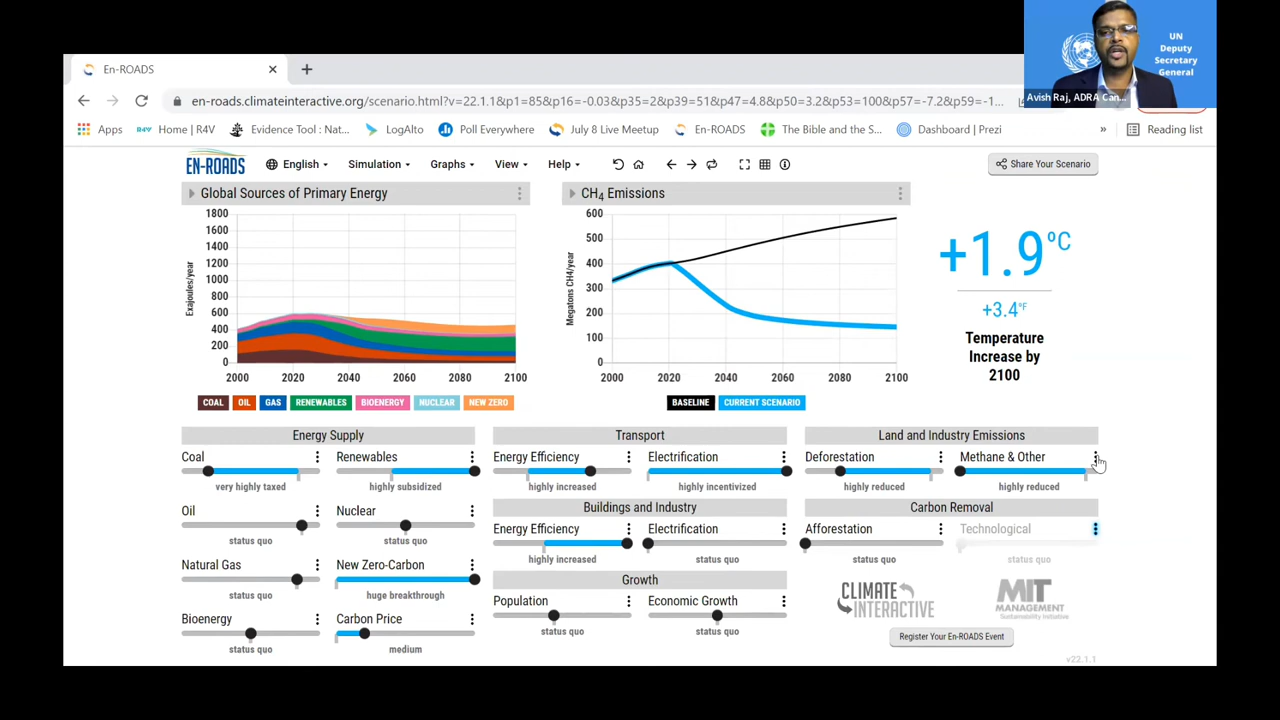 UN
Deputy
Secretary
General
Avish Raj, ADRA Can...
En-ROADS
en-roads.climateinteractive.org/scenario.html?v=22.1.1&p1=85&p16=-0.03&p35=2&p39=51&p47=4.8&p50=3.2&p53=100&p57=-7.2&p59=-1...
Apps
R4V Home | R4V
Evidence Tool : Nat...
LogAlto
Poll Everywhere
July 8 Live Meetup
En-ROADS
The Bible and the S...
Dashboard | Prezi
»
Reading list
EN-ROADS
English
Simulation
Graphs
View
Help
Share Your Scenario
Global Sources of Primary Energy
1800
1600
1400
1200
1000
800
600
400
200
0
Exajoules/year
2000 2020 2040 2060 2080 2100
COAL OIL GAS RENEWABLES BIOENERGY NUCLEAR NEW ZERO
CH4 Emissions
600
500
400
300
200
100
0
Megatons CH4/year
2000 2020 2040 2060 2080 2100
BASELINE CURRENT SCENARIO
+1.9°C
+3.4°F
Temperature
Increase by
2100
Energy Supply
Coal
very highly taxed
Renewables
highly subsidized
Oil
status quo
Nuclear
status quo
Natural Gas
status quo
New Zero-Carbon
huge breakthrough
Bioenergy
status quo
Carbon Price
medium
Transport
Energy Efficiency
highly increased
Electrification
highly incentivized
Buildings and Industry
Energy Efficiency
highly increased
Electrification
status quo
Growth
Population
status quo
Economic Growth
status quo
Land and Industry Emissions
Deforestation
highly reduced
Methane & Other
highly reduced
Carbon Removal
Afforestation
status quo
Technological
status quo
CLIMATE
INTERACTIVE
MIT
MANAGEMENT
Sustainability Initiative
Register Your En-ROADS Event
v22.1.1